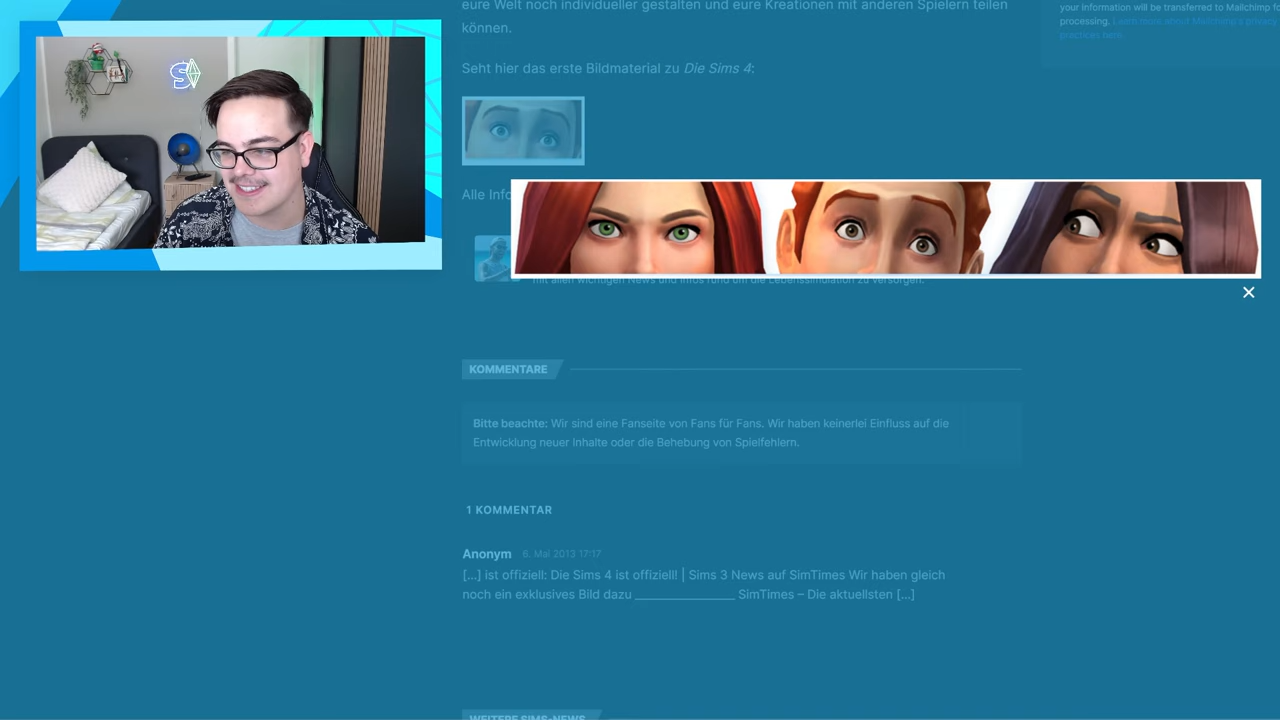 eure Welt noch individueller gestalten und eure Kreationen mit anderen Spielern teilen
können.
your information will be transferred to Mailchimp fo
processing. Learn more about Mailchimp's privacy
practices here.
Seht hier das erste Bildmaterial zu Die Sims 4:
Alle Info
mit allen wichtigen News und Infos rund um die Lebenssimulation zu versorgen.
KOMMENTARE
Bitte beachte: Wir sind eine Fanseite von Fans für Fans. Wir haben keinerlei Einfluss auf die
Entwicklung neuer Inhalte oder die Behebung von Spielfehlern.
1 KOMMENTAR
Anonym 6. Mai 2013 17:17
[...] ist offiziell: Die Sims 4 ist offiziell! | Sims 3 News auf SimTimes Wir haben gleich
noch ein exklusives Bild dazu ________________ SimTimes – Die aktuellsten [...]
WEITERE SIMS-NEWS